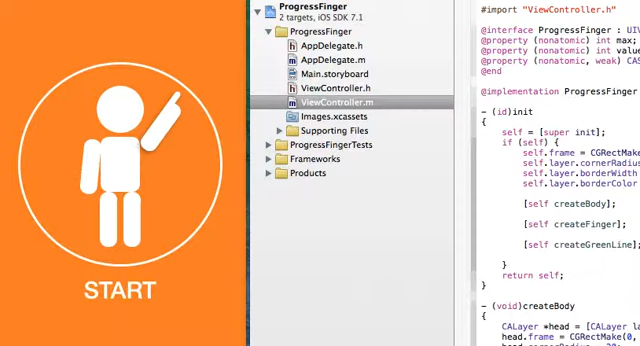 START
ProgressFinger
2 targets, iOS SDK 7.1
ProgressFinger
h AppDelegate.h
m AppDelegate.m
Main.storyboard
h ViewController.h
m ViewController.m
Images.xcassets
Supporting Files
ProgressFingerTests
Frameworks
Products
#import "ViewController.h"
@interface ProgressFinger : UIV
@property (nonatomic) int max;
@property (nonatomic) int value
@property (nonatomic, weak) CAS
@end
@implementation ProgressFinger
- (id)init
{
self = [super init];
if (self) {
self.frame = CGRectMake(
self.layer.cornerRadius
self.layer.borderWidth
self.layer.borderColor
[self createBody];
[self createFinger];
[self createGreenLine];
}
return self;
}
- (void)createBody
{
CALayer *head = [CALayer la
head.frame = CGRectMake(0,